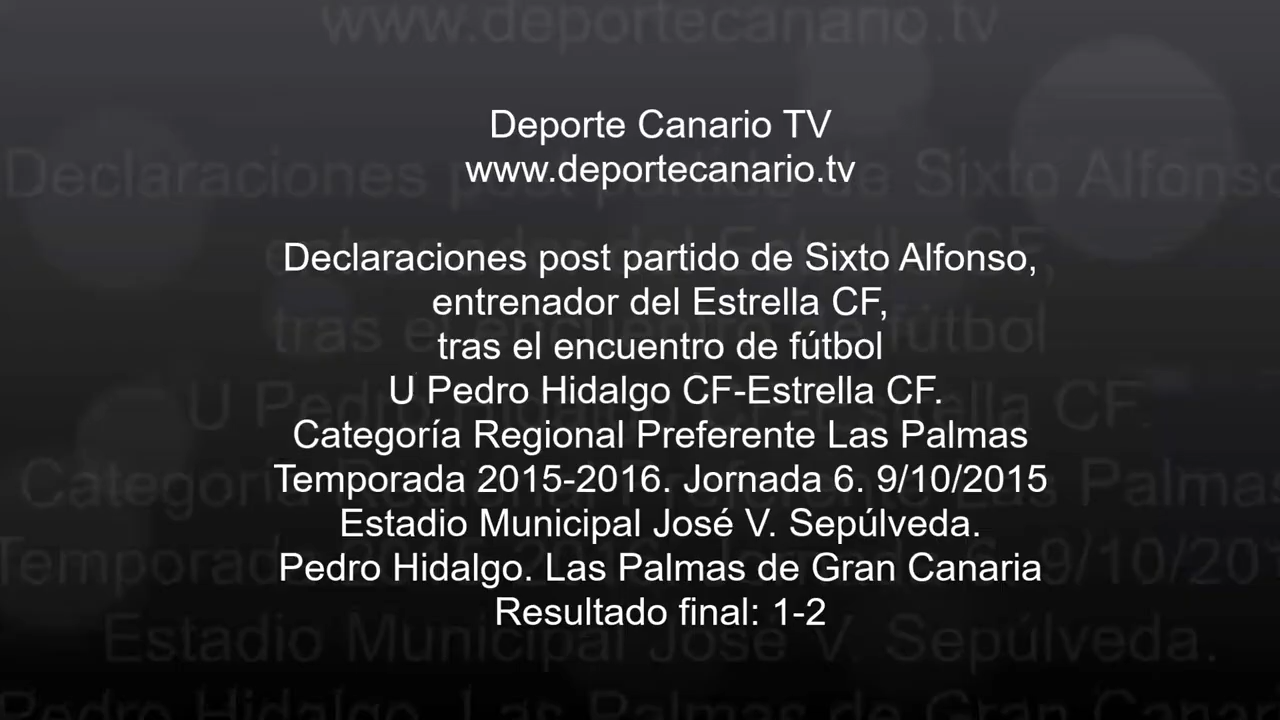 Deporte Canario TV
www.deportecanario.tv
Declaraciones post partido de Sixto Alfonso,
entrenador del Estrella CF,
tras el encuentro de fútbol
U Pedro Hidalgo CF-Estrella CF.
Categoría Regional Preferente Las Palmas
Temporada 2015-2016. Jornada 6. 9/10/2015
Estadio Municipal José V. Sepúlveda.
Pedro Hidalgo. Las Palmas de Gran Canaria
Resultado final: 1-2